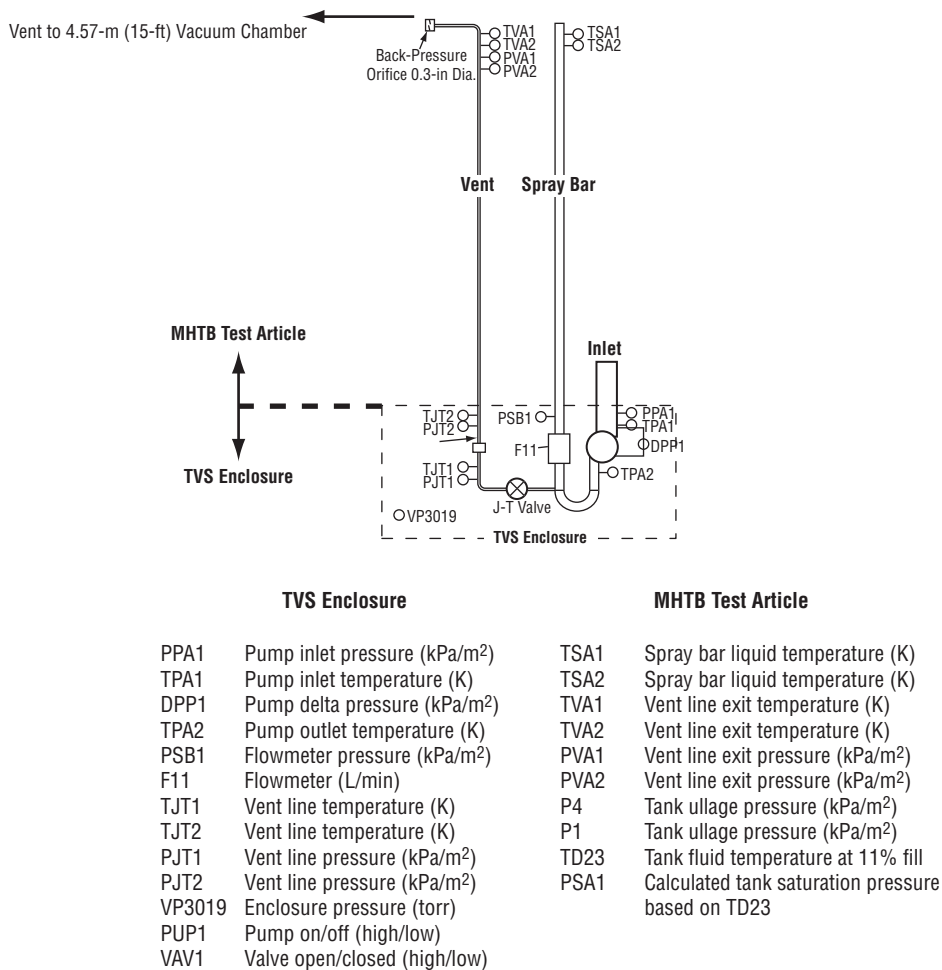 Vent to 4.57-m (15-ft) Vacuum Chamber
Back-Pressure
Orifice 0.3-in Dia.
TVA1
TVA2
PVA1
PVA2
TSA1
TSA2
Vent
Spray Bar
MHTB Test Article
TVS Enclosure
Inlet
TJT2
PJT2
PSB1
PPA1
TPA1
F11
DPP1
TJT1
PJT1
TPA2
J-T Valve
VP3019
TVS Enclosure
TVS Enclosure
PPA1 Pump inlet pressure (kPa/m2)
TPA1 Pump inlet temperature (K)
DPP1 Pump delta pressure (kPa/m2)
TPA2 Pump outlet temperature (K)
PSB1 Flowmeter pressure (kPa/m2)
F11 Flowmeter (L/min)
TJT1 Vent line temperature (K)
TJT2 Vent line temperature (K)
PJT1 Vent line pressure (kPa/m2)
PJT2 Vent line pressure (kPa/m2)
VP3019 Enclosure pressure (torr)
PUP1 Pump on/off (high/low)
VAV1 Valve open/closed (high/low)
MHTB Test Article
TSA1 Spray bar liquid temperature (K)
TSA2 Spray bar liquid temperature (K)
TVA1 Vent line exit temperature (K)
TVA2 Vent line exit temperature (K)
PVA1 Vent line exit pressure (kPa/m2)
PVA2 Vent line exit pressure (kPa/m2)
P4 Tank ullage pressure (kPa/m2)
P1 Tank ullage pressure (kPa/m2)
TD23 Tank fluid temperature at 11% fill
PSA1 Calculated tank saturation pressure
based on TD23